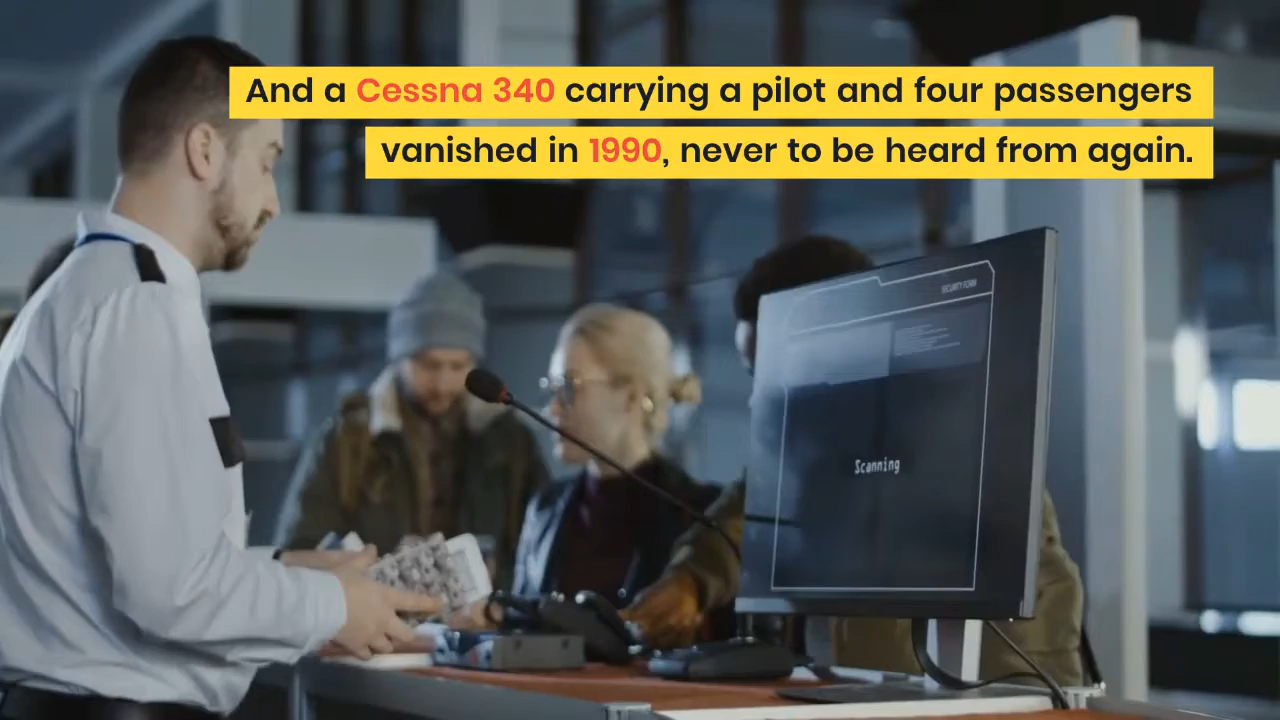 And a Cessna 340 carrying a pilot and four passengers
vanished in 1990, never to be heard from again.
Scanning